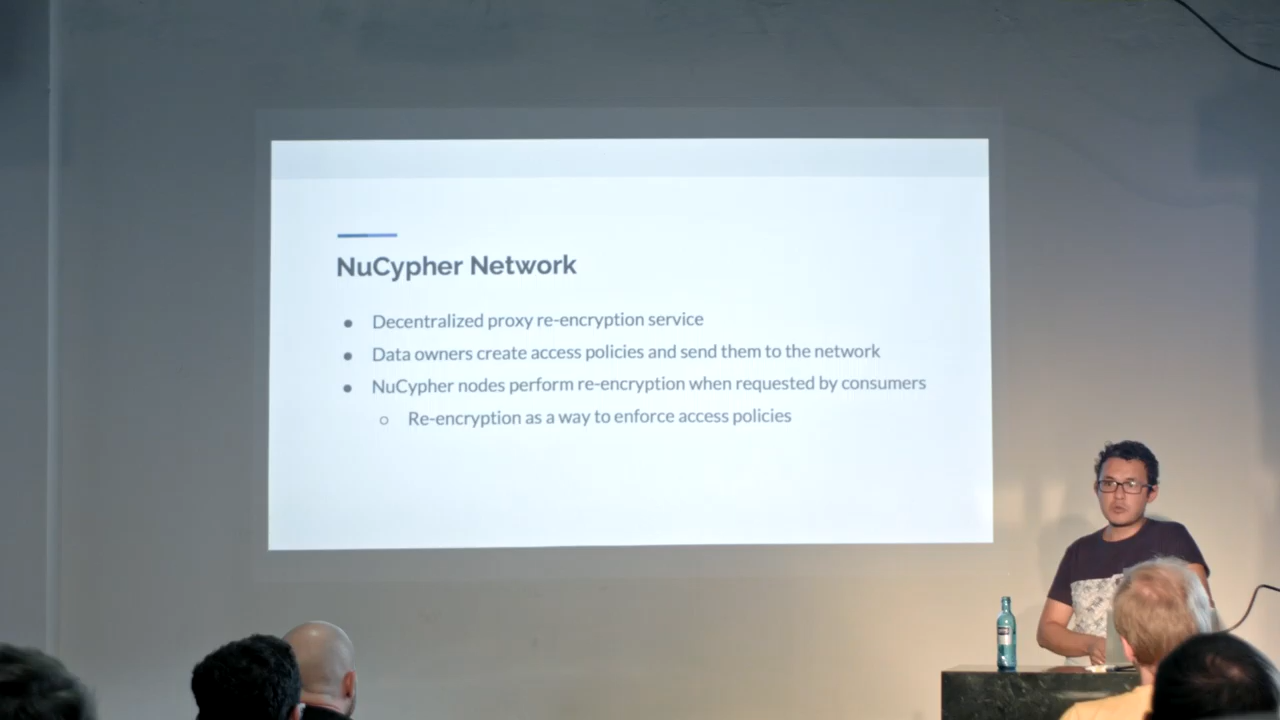 NuCypher Network
● Decentralized proxy re-encryption service
● Data owners create access policies and send them to the network
● NuCypher nodes perform re-encryption when requested by consumers
○ Re-encryption as a way to enforce access policies